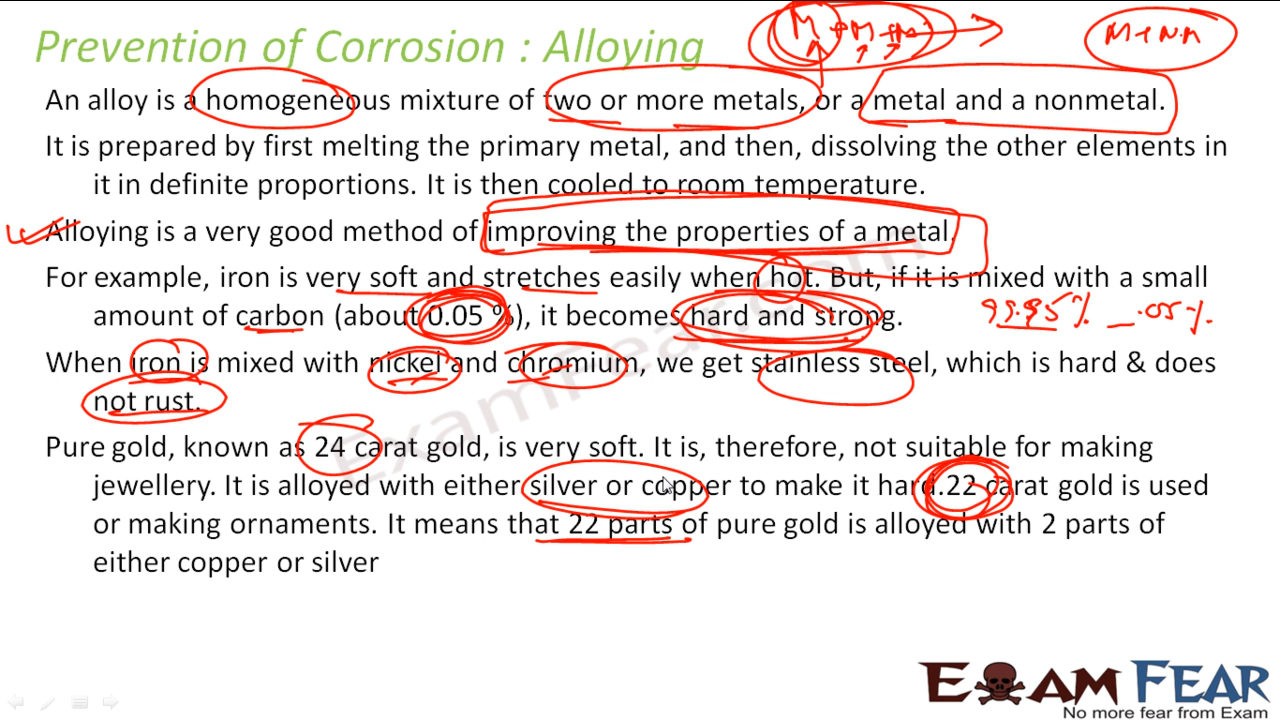 Prevention of Corrosion : Alloying
M + M +
M + N.M
An alloy is a homogeneous mixture of two or more metals, or a metal and a nonmetal.
It is prepared by first melting the primary metal, and then, dissolving the other elements in
it in definite proportions. It is then cooled to room temperature.
Alloying is a very good method of improving the properties of a metal.
For example, iron is very soft and stretches easily when hot. But, if it is mixed with a small
amount of carbon (about 0.05 %), it becomes hard and strong.
99.95% .05%.
When iron is mixed with nickel and chromium, we get stainless steel, which is hard & does
not rust.
Pure gold, known as 24 carat gold, is very soft. It is, therefore, not suitable for making
jewellery. It is alloyed with either silver or copper to make it hard.22 carat gold is used
or making ornaments. It means that 22 parts of pure gold is alloyed with 2 parts of
either copper or silver
ExamFear.com
EXAM FEAR
No more fear from Exam